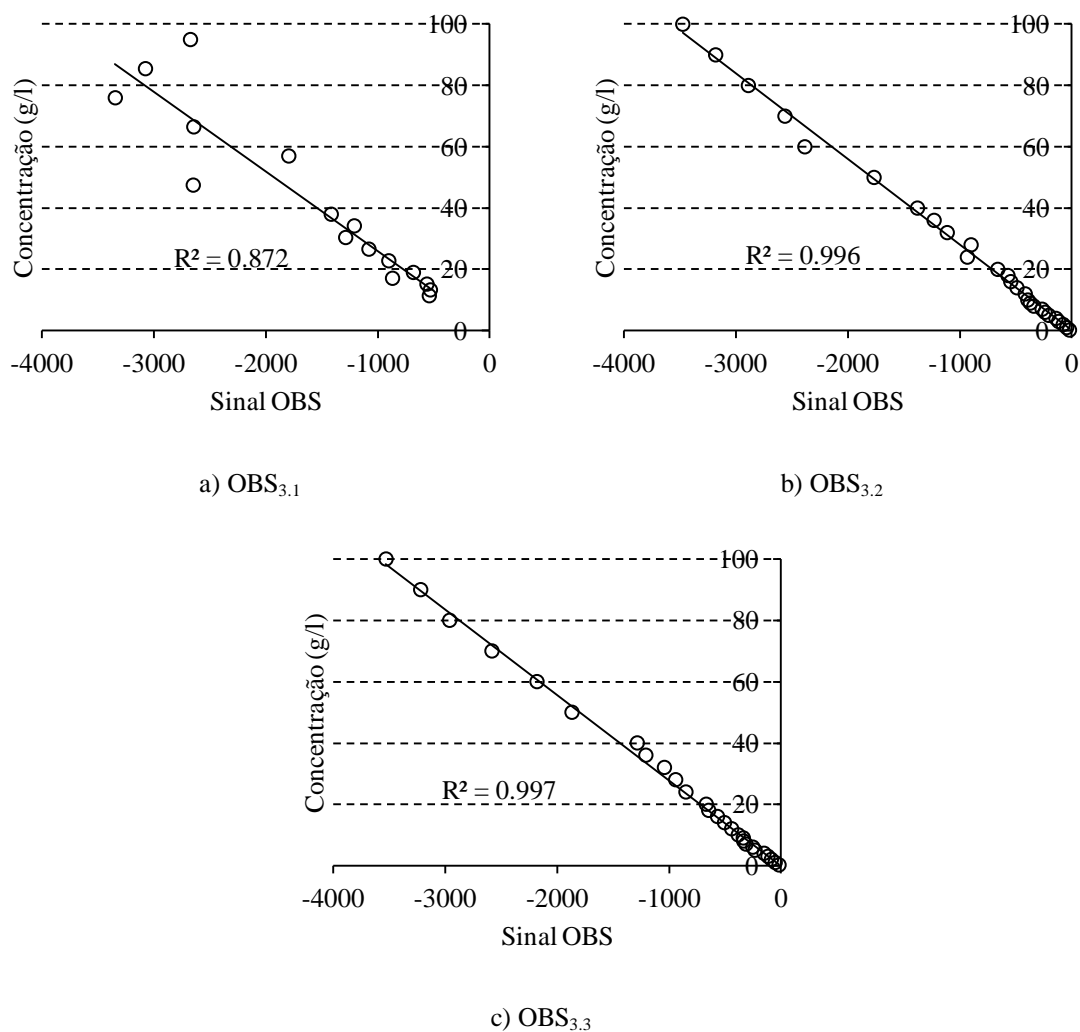 Concentração (g/l)
100
80
60
40
20
0
R² = 0.872
-4000 -3000 -2000 -1000 0
Sinal OBS
a) OBS3.1
Concentração (g/l)
100
80
60
40
20
0
R² = 0.996
-4000 -3000 -2000 -1000 0
Sinal OBS
b) OBS3.2
Concentração (g/l)
100
80
60
40
20
0
R² = 0.997
-4000 -3000 -2000 -1000 0
Sinal OBS
c) OBS3.3